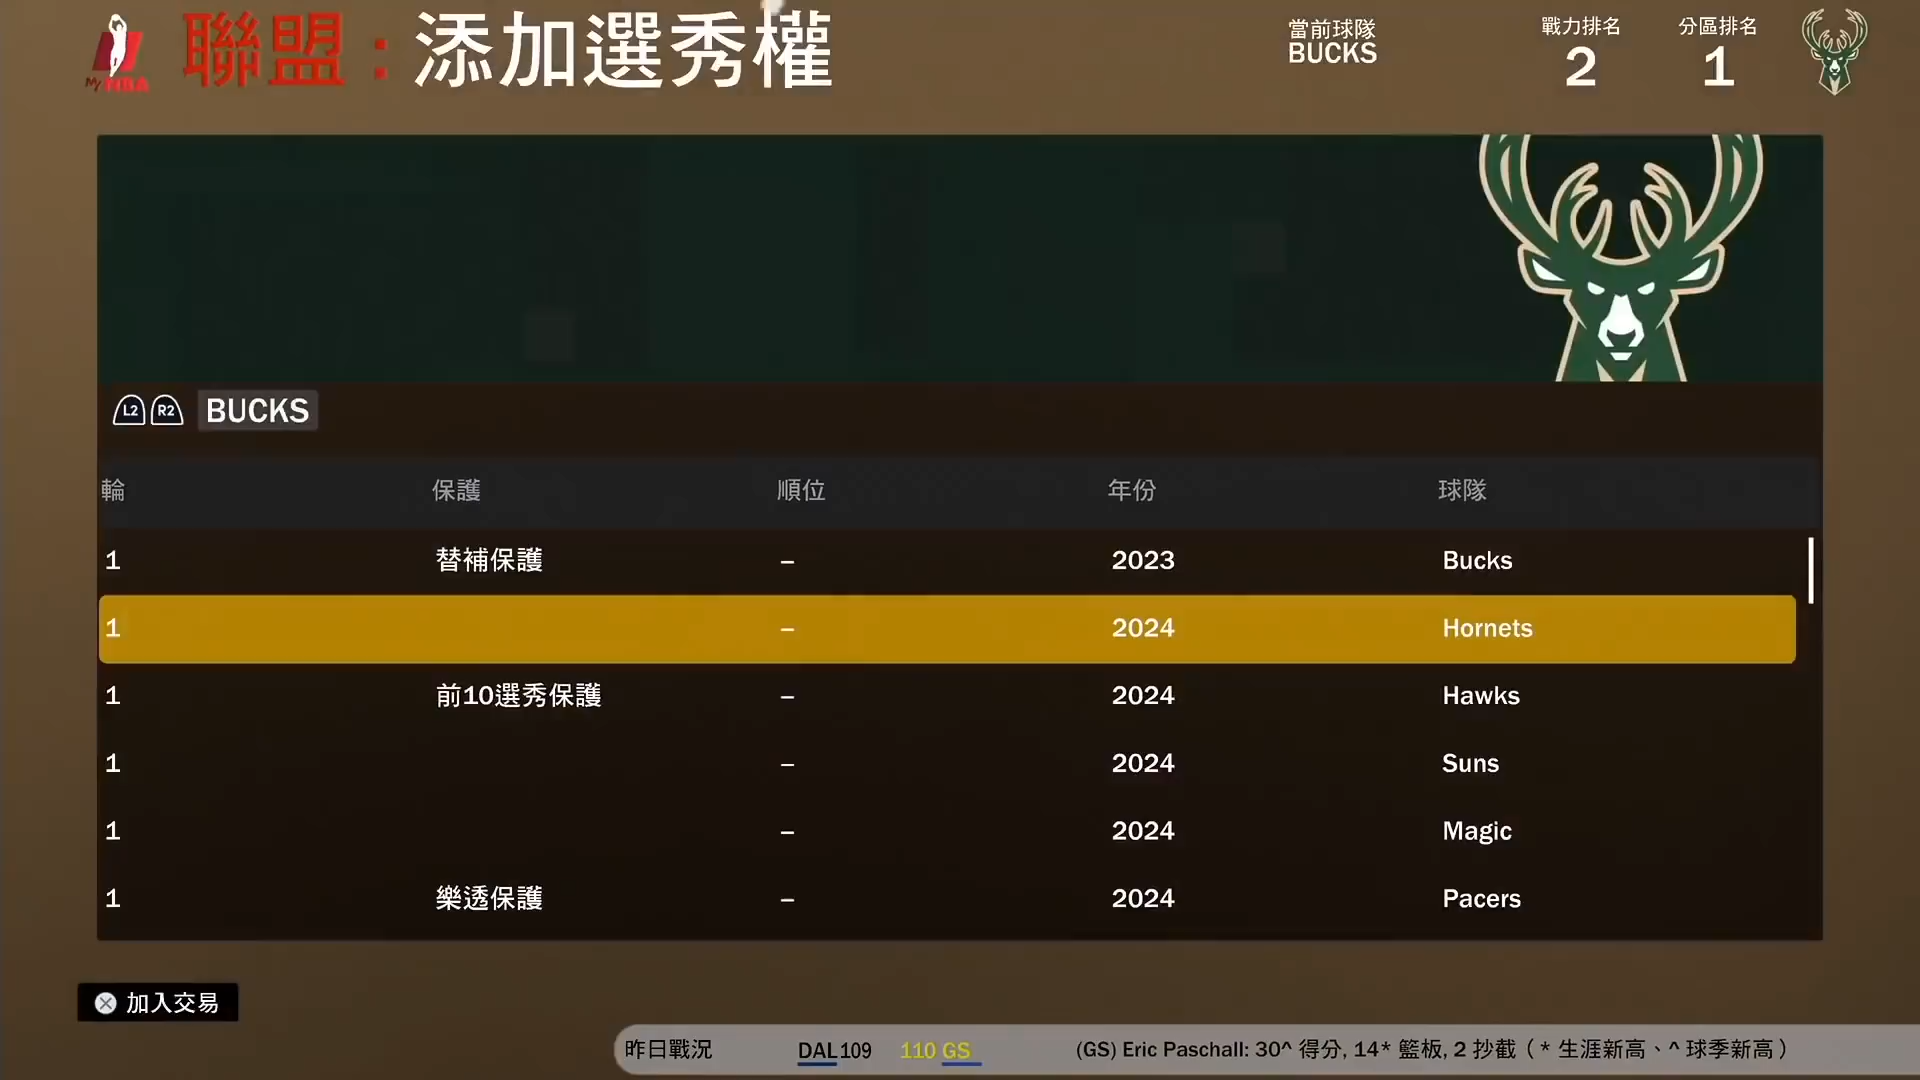 My NBA
聯盟：添加選秀權
當前球隊
BUCKS
戰力排名
2
分區排名
1
L2 R2 BUCKS
輪 保護 順位 年份 球隊
1 替補保護 – 2023 Bucks
1 – 2024 Hornets
1 前10選秀保護 – 2024 Hawks
1 – 2024 Suns
1 – 2024 Magic
1 樂透保護 – 2024 Pacers
加入交易
昨日戰況 DAL 109 110 GS (GS) Eric Paschall: 30^ 得分, 14* 籃板, 2 抄截（* 生涯新高、^ 球季新高）